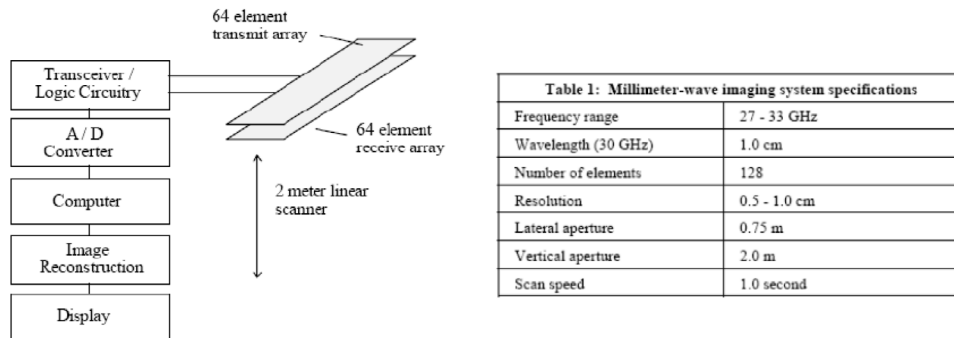 64 element
transmit array
Transceiver /
Logic Circuitry
A / D
Converter
64 element
receive array
Computer
2 meter linear
scanner
Image
Reconstruction
Display
Table 1: Millimeter-wave imaging system specifications
Frequency range 27 - 33 GHz
Wavelength (30 GHz) 1.0 cm
Number of elements 128
Resolution 0.5 - 1.0 cm
Lateral aperture 0.75 m
Vertical aperture 2.0 m
Scan speed 1.0 second